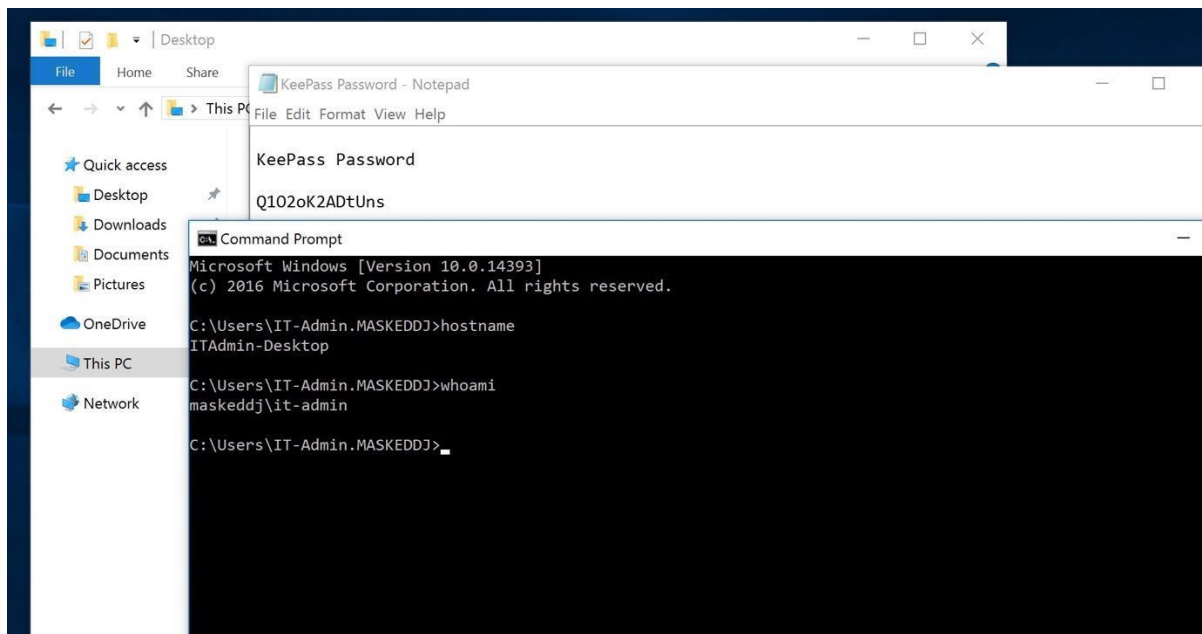 Desktop
File Home Share
This PC
KeePass Password - Notepad
File Edit Format View Help
KeePass Password
Q1O2oK2ADtUns
Quick access
Desktop
Downloads
Documents
Pictures
OneDrive
This PC
Network
Command Prompt
Microsoft Windows [Version 10.0.14393]
(c) 2016 Microsoft Corporation. All rights reserved.
C:\Users\IT-Admin.MASKEDDJ>hostname
ITAdmin-Desktop
C:\Users\IT-Admin.MASKEDDJ>whoami
maskeddj\it-admin
C:\Users\IT-Admin.MASKEDDJ>